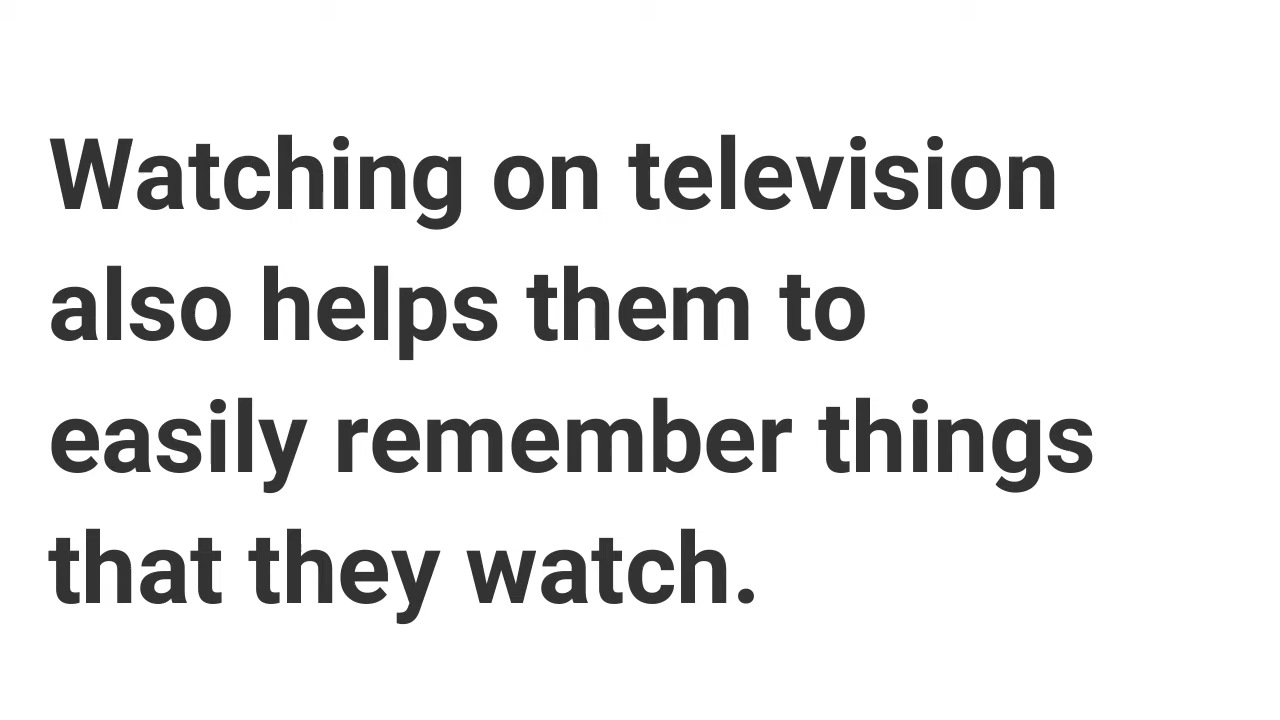 Watching on television
also helps them to
easily remember things
that they watch.